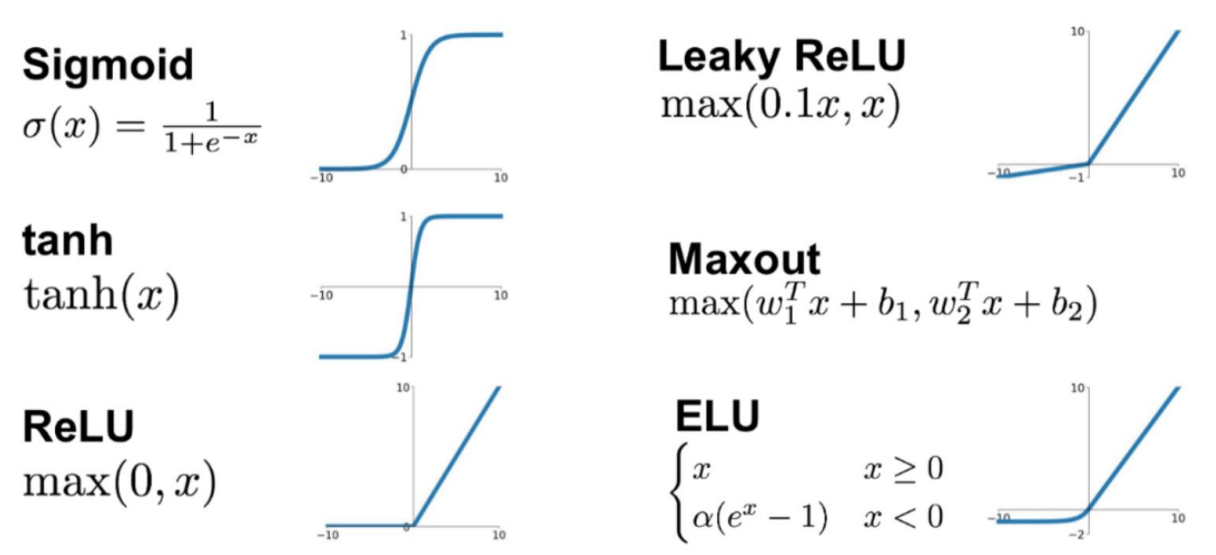 Sigmoid
σ(x) = 1/(1+e^{-x})
1
0
-10
10
tanh
tanh(x)
1
-10
10
-1
ReLU
max(0, x)
10
0
-10
10
Leaky ReLU
max(0.1x, x)
10
-10
-1
10
Maxout
max(w_1^T x + b_1, w_2^T x + b_2)
ELU
x x ≥ 0
α(e^x − 1) x < 0
10
-10
-2
10